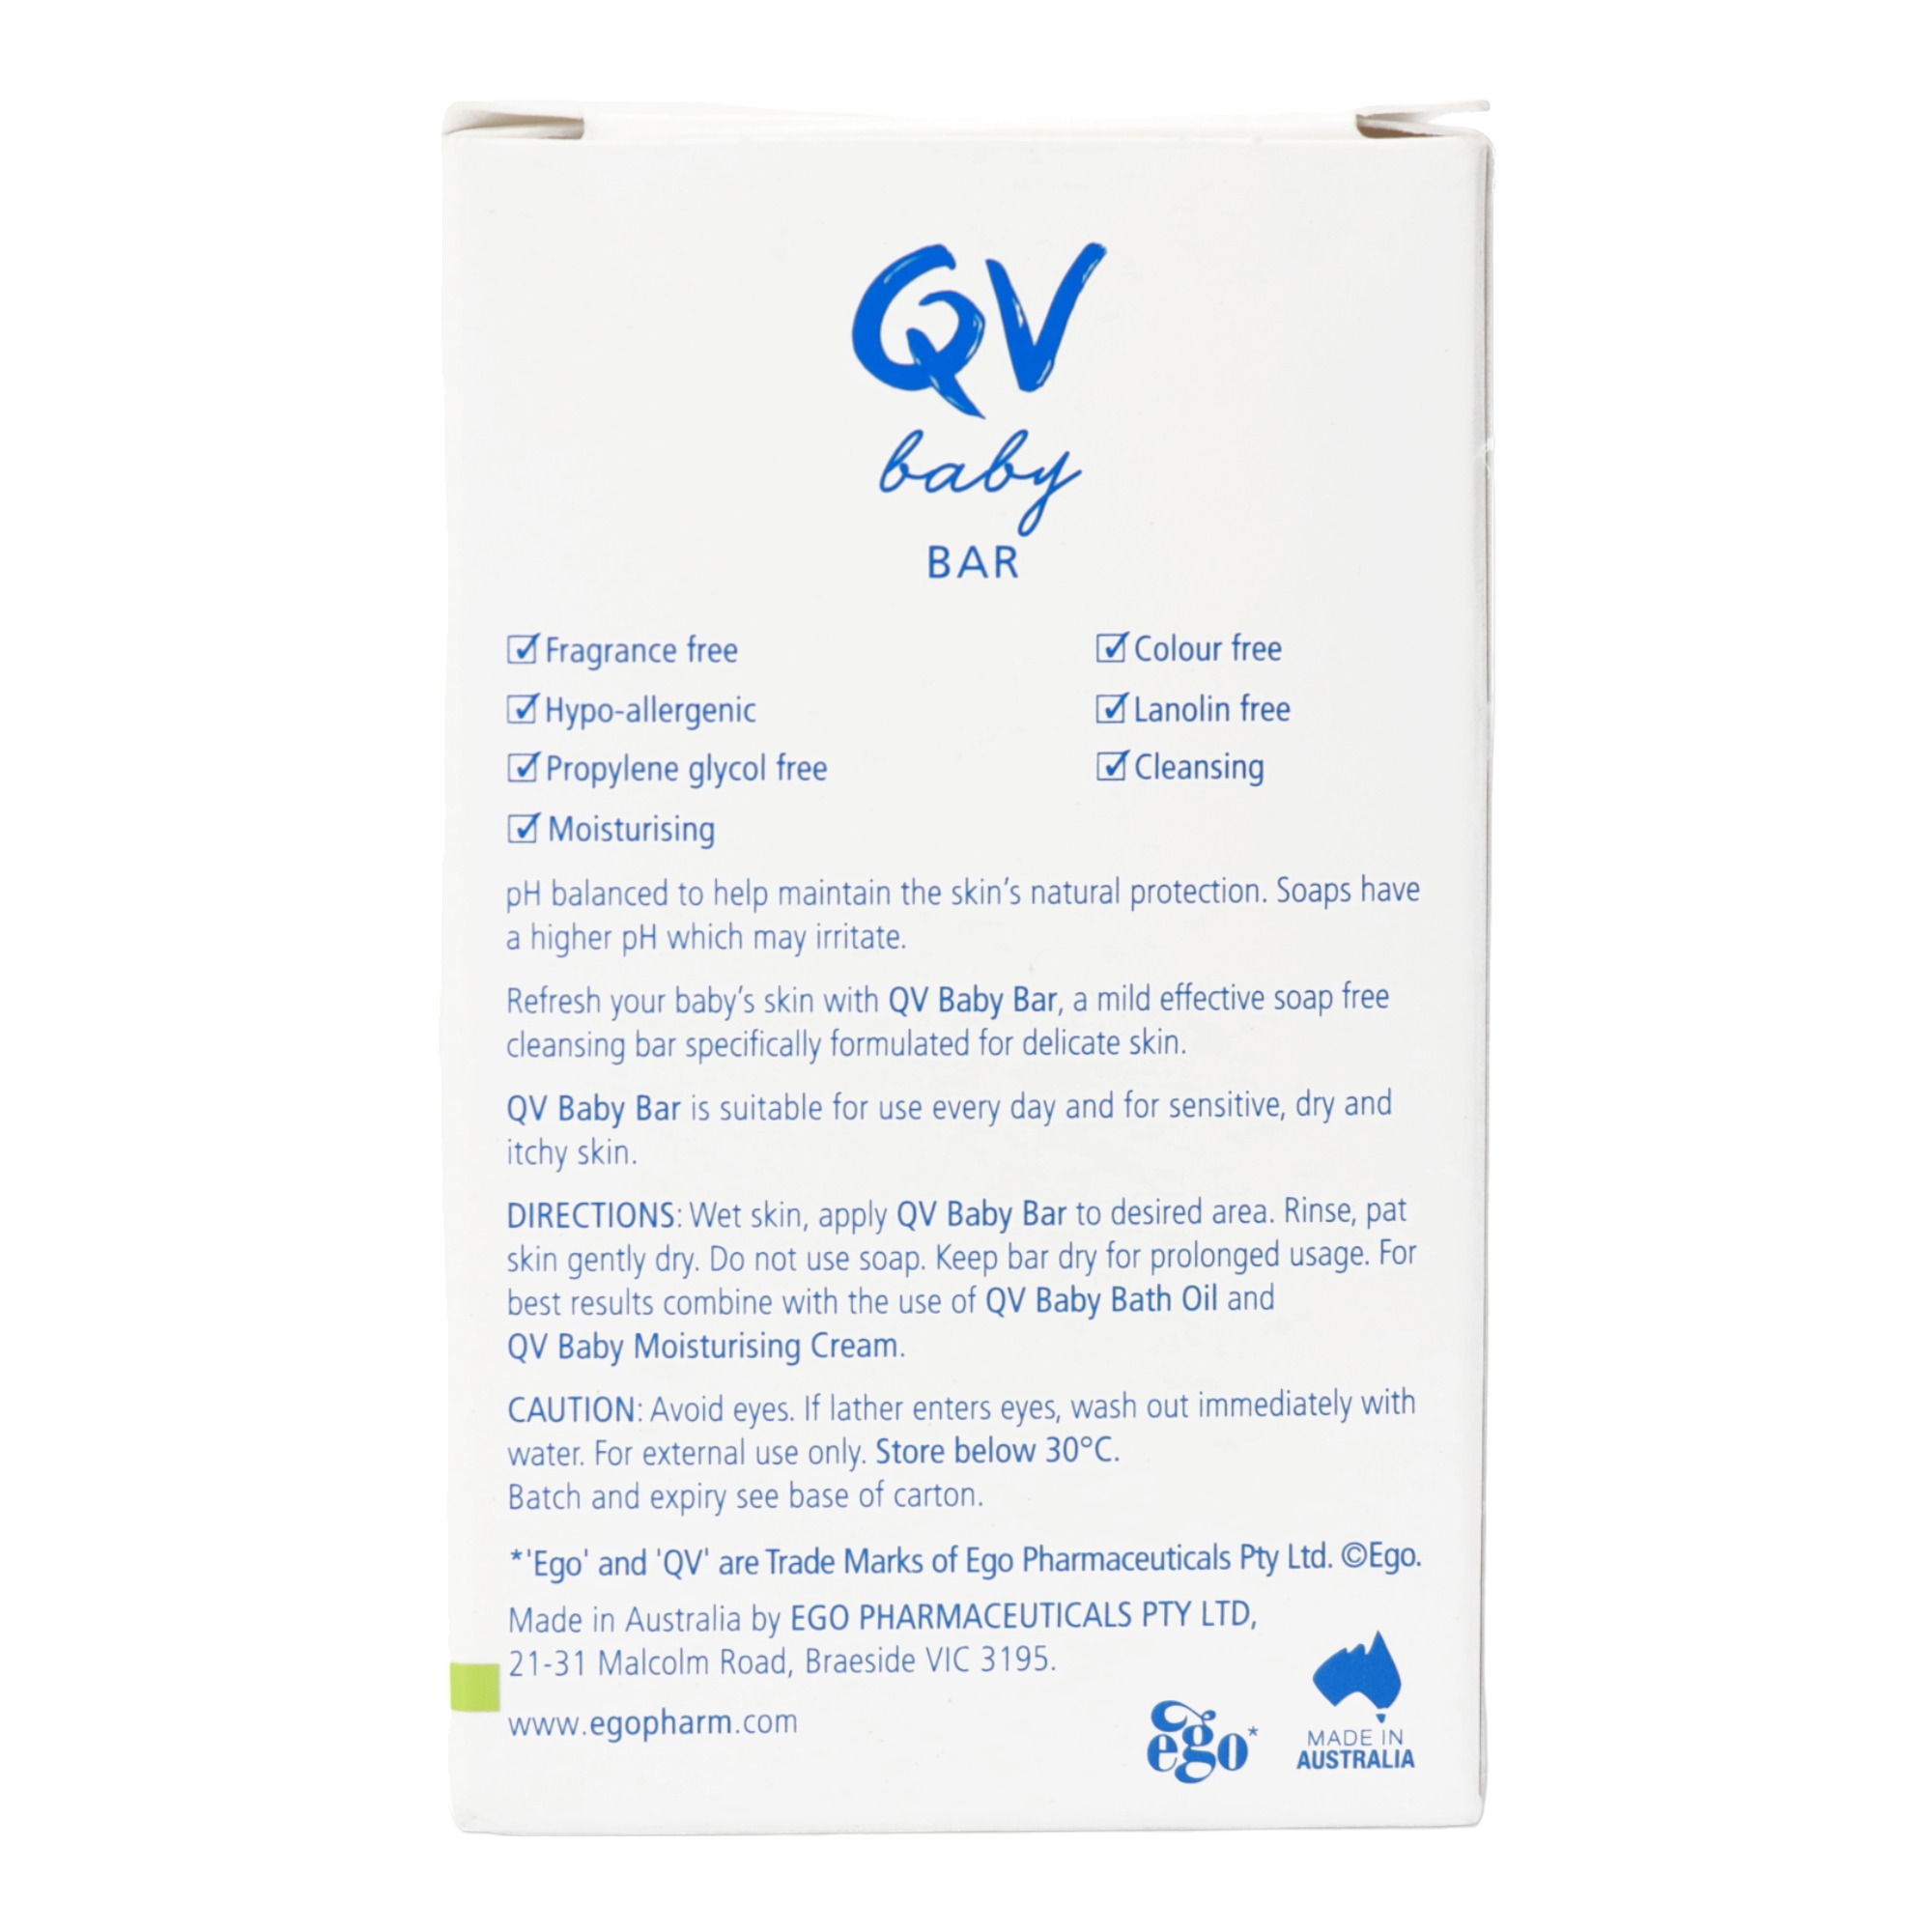 QV
baby
BAR
Fragrance free
Colour free
Hypo-allergenic
Lanolin free
Propylene glycol free
Cleansing
Moisturising
pH balanced to help maintain the skin's natural protection. Soaps have
a higher pH which may irritate.
Refresh your baby's skin with QV Baby Bar, a mild effective soap free
cleansing bar specifically formulated for delicate skin.
QV Baby Bar is suitable for use every day and for sensitive, dry and
itchy skin.
DIRECTIONS: Wet skin, apply QV Baby Bar to desired area. Rinse, pat
skin gently dry. Do not use soap. Keep bar dry for prolonged usage. For
best results combine with the use of QV Baby Bath Oil and
QV Baby Moisturising Cream.
CAUTION: Avoid eyes. If lather enters eyes, wash out immediately with
water. For external use only. Store below 30°C.
Batch and expiry see base of carton.
*'Ego' and 'QV' are Trade Marks of Ego Pharmaceuticals Pty Ltd. ©Ego.
Made in Australia by EGO PHARMACEUTICALS PTY LTD,
21-31 Malcolm Road, Braeside VIC 3195.
www.egopharm.com
ego*
MADE IN
AUSTRALIA